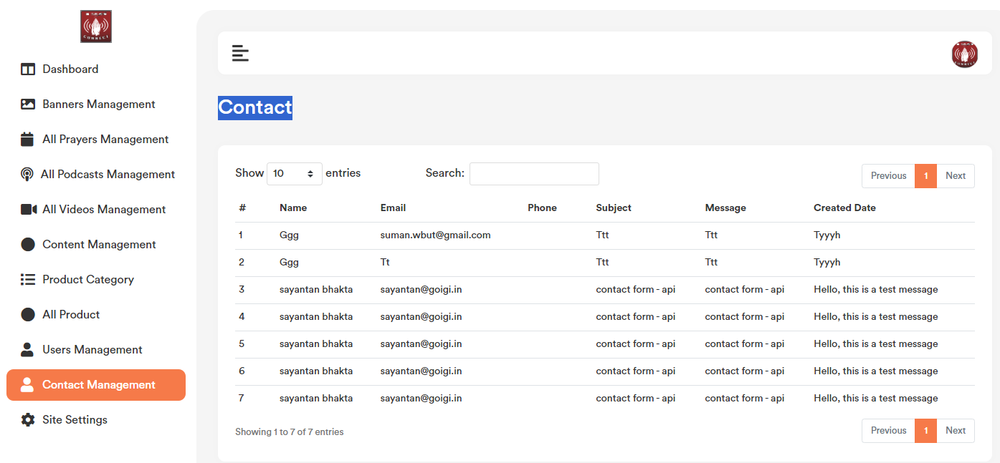 CONNECT
Dashboard
Banners Management
All Prayers Management
All Podcasts Management
All Videos Management
Content Management
Product Category
All Product
Users Management
Contact Management
Site Settings
CONNECT
Contact
Show 10 entries Search: Previous 1 Next
# Name Email Phone Subject Message Created Date
1 Ggg suman.wbut@gmail.com Ttt Ttt Tyyyh
2 Ggg Tt Ttt Ttt Tyyyh
3 sayantan bhakta sayantan@goigi.in contact form - api contact form - api Hello, this is a test message
4 sayantan bhakta sayantan@goigi.in contact form - api contact form - api Hello, this is a test message
5 sayantan bhakta sayantan@goigi.in contact form - api contact form - api Hello, this is a test message
6 sayantan bhakta sayantan@goigi.in contact form - api contact form - api Hello, this is a test message
7 sayantan bhakta sayantan@goigi.in contact form - api contact form - api Hello, this is a test message
Showing 1 to 7 of 7 entries Previous 1 Next